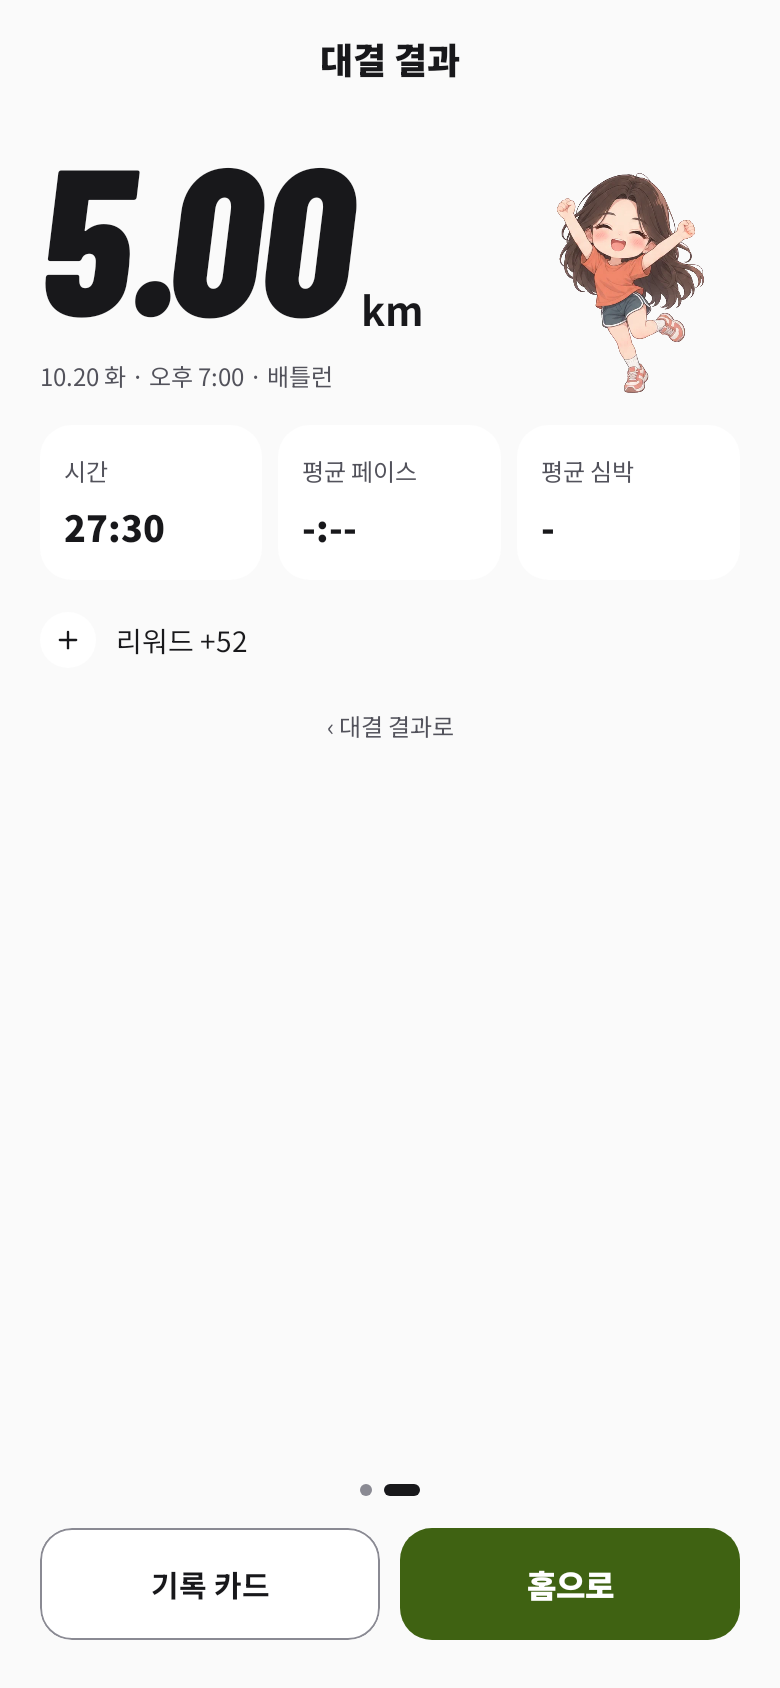 대결 결과
5.00 km
10.20 화 · 오후 7:00 · 배틀런
시간
27:30
평균 페이스
-:--
평균 심박
-
+ 리워드 +52
‹ 대결 결과로
기록 카드
홈으로